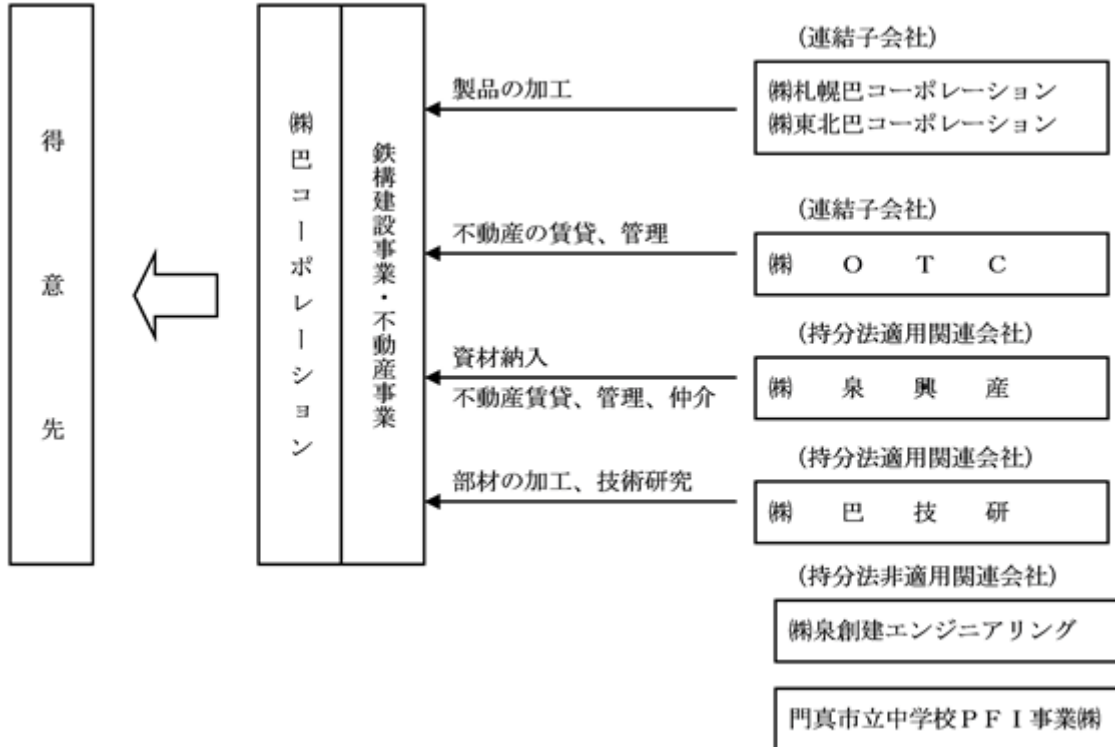 得意先
㈱巴コーポレーション
鉄構建設事業・不動産事業
(連結子会社)
製品の加工
㈱札幌巴コーポレーション
㈱東北巴コーポレーション
(連結子会社)
不動産の賃貸、管理
㈱ O T C
(持分法適用関連会社)
資材納入
不動産賃貸、管理、仲介
㈱ 泉 興 産
(持分法適用関連会社)
部材の加工、技術研究
㈱ 巴 技 研
(持分法非適用関連会社)
㈱泉創建エンジニアリング
門真市立中学校PFI事業㈱